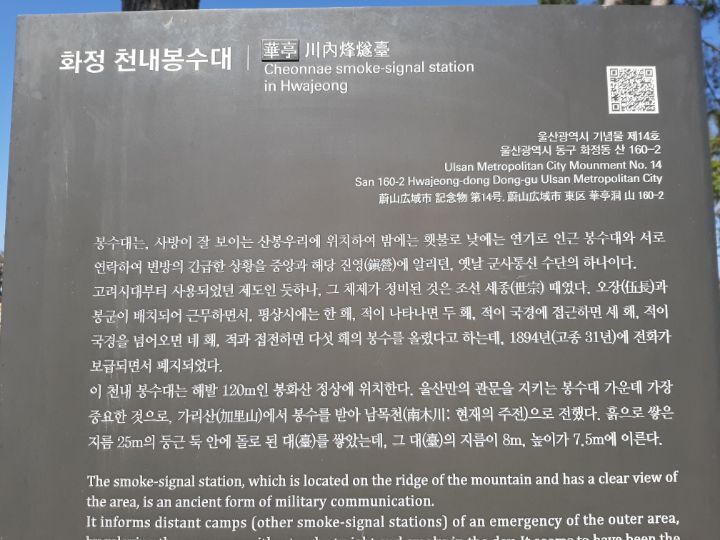 화정 천내봉수대
華亭 川內烽燧臺
Cheonnae smoke-signal station
in Hwajeong
울산광역시 기념물 제14호
울산광역시 동구 화정동 산 160-2
Ulsan Metropolitan City Mounment No. 14
San 160-2 Hwajeong-dong Dong-gu Ulsan Metropolitan City
蔚山広域市 記念物 第14号, 蔚山広域市 東区 華亭洞 山 160-2
봉수대는, 사방이 잘 보이는 산봉우리에 위치하여 밤에는 횃불로 낮에는 연기로 인근 봉수대와 서로
연락하여 변방의 긴급한 상황을 중앙과 해당 진영(鎭營)에 알리던, 옛날 군사통신 수단의 하나이다.
고려시대부터 사용되었던 제도인 듯하나, 그 체제가 정비된 것은 조선 세종(世宗) 때였다. 오장(伍長)과
봉군이 배치되어 근무하면서, 평상시에는 한 홰, 적이 나타나면 두 홰, 적이 국경에 접근하면 세 홰, 적이
국경을 넘어오면 네 홰, 적과 접전하면 다섯 홰의 봉수를 올렸다고 하는데, 1894년(고종 31년)에 전화가
보급되면서 폐지되었다.
이 천내 봉수대는 해발 120m인 봉화산 정상에 위치한다. 울산만의 관문을 지키는 봉수대 가운데 가장
중요한 것으로, 가리산(加里山)에서 봉수를 받아 남목천(南木川: 현재의 주전)으로 전했다. 흙으로 쌓은
지름 25m의 둥근 둑 안에 돌로 된 대(臺)를 쌓았는데, 그 대(臺)의 지름이 8m, 높이가 7.5m에 이른다.
The smoke-signal station, which is located on the ridge of the mountain and has a clear view of
the area, is an ancient form of military communication.
It informs distant camps (other smoke-signal stations) of an emergency of the outer area,